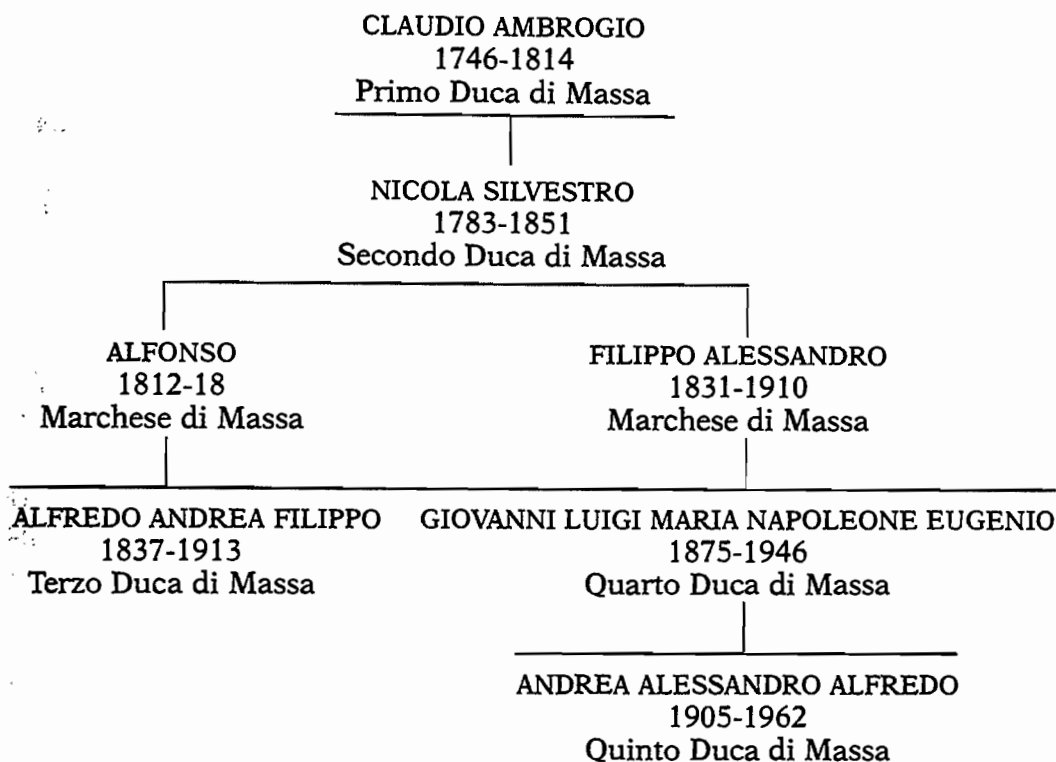 CLAUDIO AMBROGIO
1746-1814
Primo Duca di Massa
NICOLA SILVESTRO
1783-1851
Secondo Duca di Massa
ALFONSO
1812-18
Marchese di Massa
FILIPPO ALESSANDRO
1831-1910
Marchese di Massa
ALFREDO ANDREA FILIPPO
1837-1913
Terzo Duca di Massa
GIOVANNI LUIGI MARIA NAPOLEONE EUGENIO
1875-1946
Quarto Duca di Massa
ANDREA ALESSANDRO ALFREDO
1905-1962
Quinto Duca di Massa